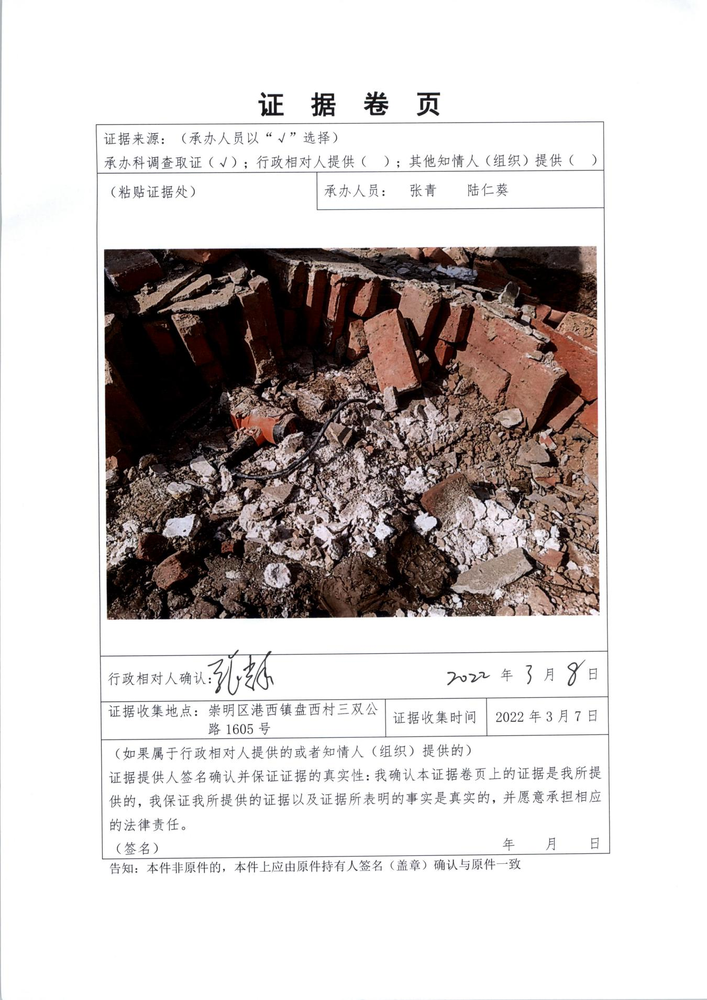 证 据 卷 页
证据来源：（承办人员以“√”选择）
承办科调查取证（√）；行政相对人提供（ ）；其他知情人（组织）提供（ ）
（粘贴证据处）
承办人员： 张青 陆仁葵
行政相对人确认：
2022 年 3 月 8 日
证据收集地点：崇明区港西镇盘西村三双公
路 1605 号
证据收集时间
2022 年 3 月 7 日
（如果属于行政相对人提供的或者知情人（组织）提供的）
证据提供人签名确认并保证证据的真实性：我确认本证据卷页上的证据是我所提
供的，我保证我所提供的证据以及证据所表明的事实是真实的，并愿意承担相应
的法律责任。
（签名） 年 月 日
告知：本件非原件的，本件上应由原件持有人签名（盖章）确认与原件一致